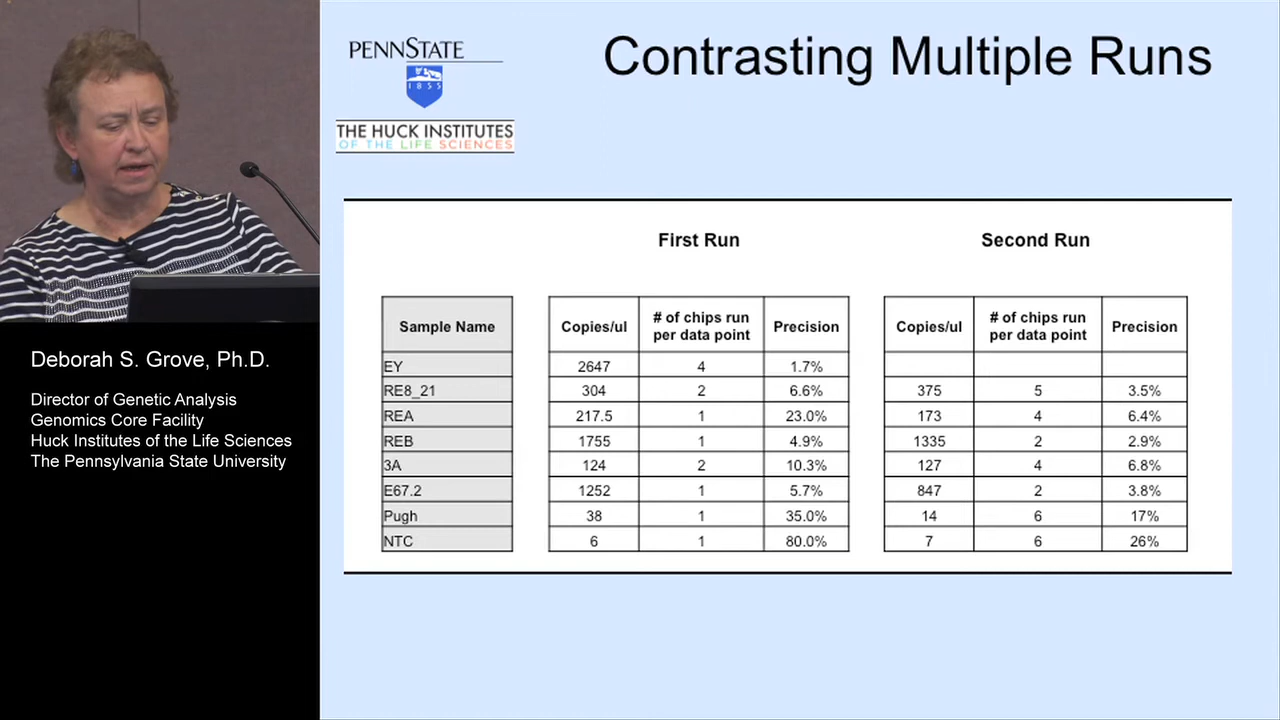 PENNSTATE
1855
THE HUCK INSTITUTES
OF THE LIFE SCIENCES
Contrasting Multiple Runs
First Run
Second Run
Sample Name
Copies/ul
# of chips run
per data point
Precision
Copies/ul
# of chips run
per data point
Precision
EY 2647 4 1.7%
RE8_21 304 2 6.6% 375 5 3.5%
REA 217.5 1 23.0% 173 4 6.4%
REB 1755 1 4.9% 1335 2 2.9%
3A 124 2 10.3% 127 4 6.8%
E67.2 1252 1 5.7% 847 2 3.8%
Pugh 38 1 35.0% 14 6 17%
NTC 6 1 80.0% 7 6 26%
Deborah S. Grove, Ph.D.
Director of Genetic Analysis
Genomics Core Facility
Huck Institutes of the Life Sciences
The Pennsylvania State University